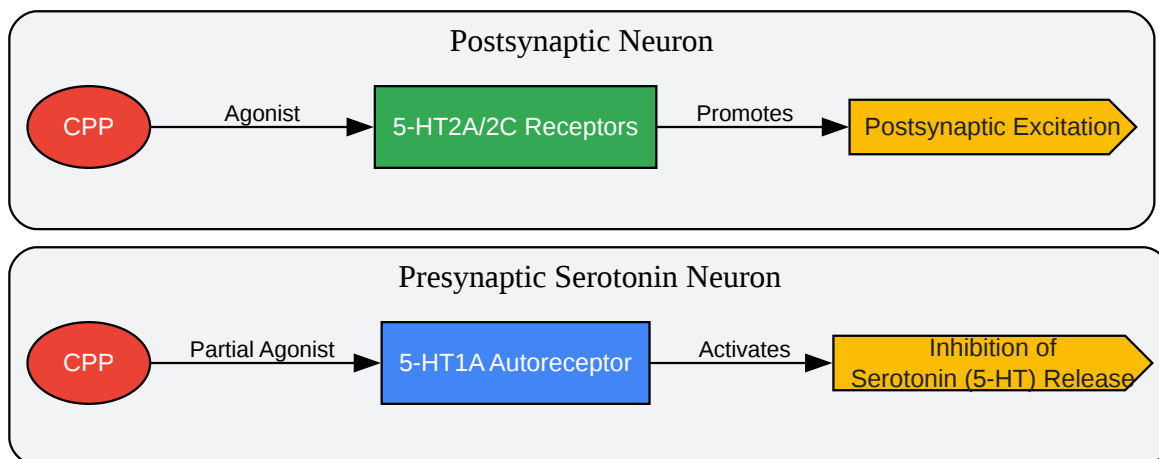 Postsynaptic Neuron
CPP
Agonist
5-HT2A/2C Receptors
Promotes
Postsynaptic Excitation
Presynaptic Serotonin Neuron
CPP
Partial Agonist
5-HT1A Autoreceptor
Activates
Inhibition of
Serotonin (5-HT) Release